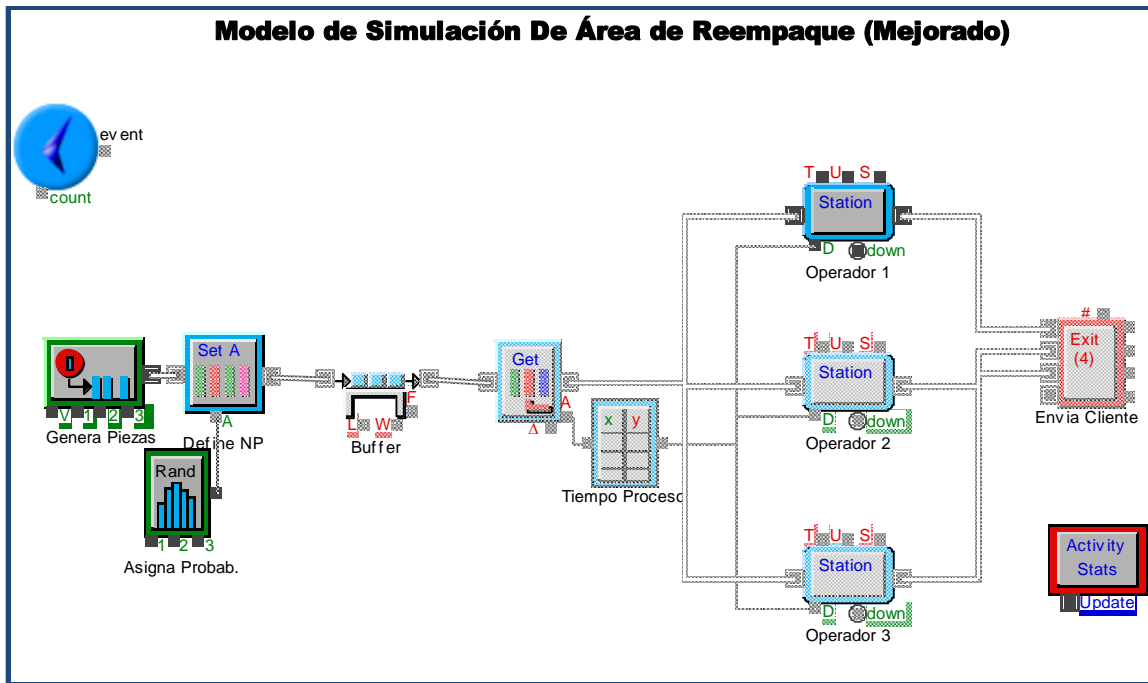 Modelo de Simulación De Área de Reempaque (Mejorado)
event
count
T U S
Station
D down
Operador 1
#
Exit
(4)
Envia Cliente
T U S
Station
D down
Operador 2
Set A
A
Define NP
V 1 2 3
Genera Piezas
F
L W
Buffer
Get
A
Δ
x y
Tiempo Proceso
Rand
1 2 3
Asigna Probab.
T U S
Station
D down
Operador 3
Activity
Stats
Update